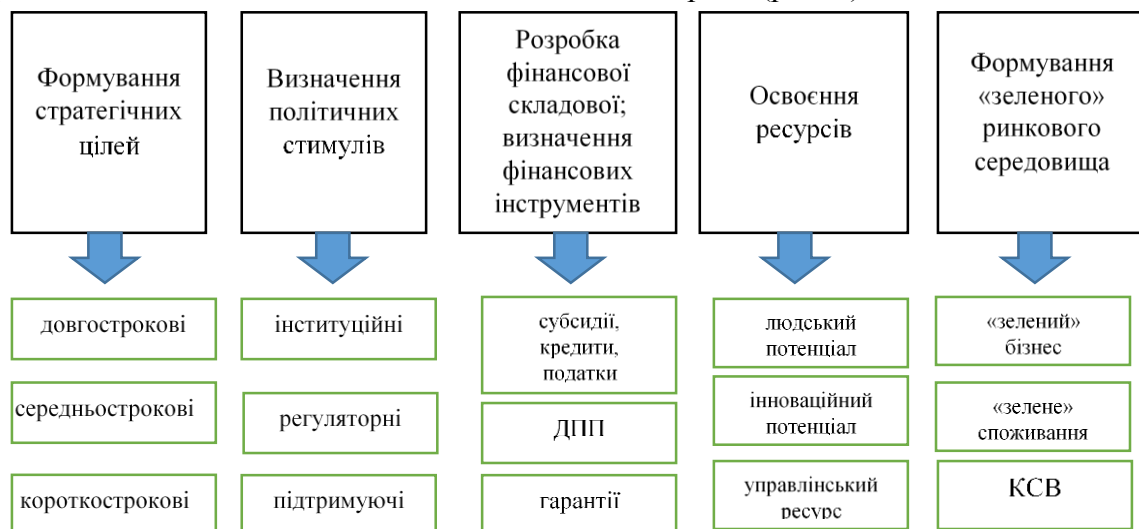 Формування
стратегічних
цілей
Визначення
політичних
стимулів
Розробка
фінансової
складової;
визначення
фінансових
інструментів
Освоєння
ресурсів
Формування
«зеленого»
ринкового
середовища
довгострокові
середньострокові
короткострокові
інституційні
регуляторні
підтримуючі
субсидії,
кредити,
податки
ДПП
гарантії
людський
потенціал
інноваційний
потенціал
управлінський
ресурс
«зелений»
бізнес
«зелене»
споживання
КСВ